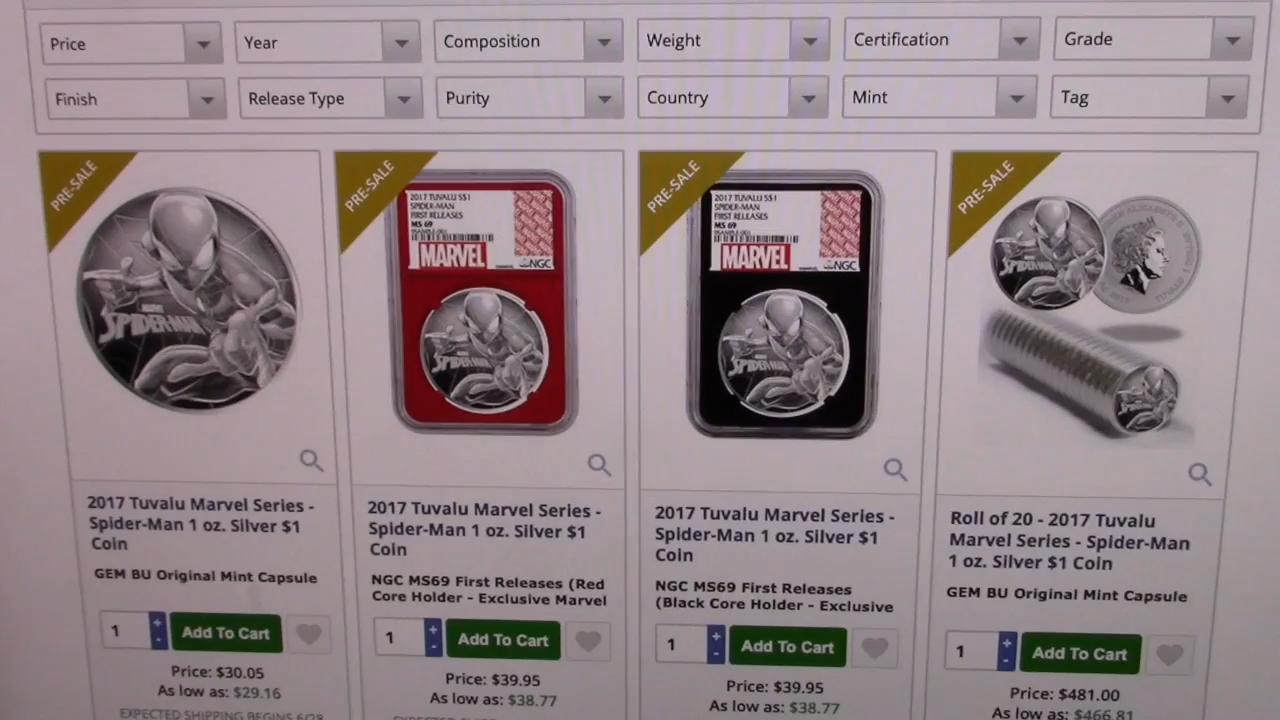 Price
Year
Composition
Weight
Certification
Grade
Finish
Release Type
Purity
Country
Mint
Tag
PRE-SALE
PRE-SALE
PRE-SALE
PRE-SALE
MARVEL
SPIDER-MAN
2017 TUVALU S$1
SPIDER-MAN
FIRST RELEASES
MS 69
MARVEL
NGC
SPIDER-MAN
2017 TUVALU S$1
SPIDER-MAN
FIRST RELEASES
MS 69
MARVEL
NGC
SPIDER-MAN
SPIDER-MAN
2017 Tuvalu Marvel Series -
Spider-Man 1 oz. Silver $1
Coin
GEM BU Original Mint Capsule
1
+
-
Add To Cart
Price: $30.05
As low as: $29.16
EXPECTED SHIPPING BEGINS 6/28
2017 Tuvalu Marvel Series -
Spider-Man 1 oz. Silver $1
Coin
NGC MS69 First Releases (Red
Core Holder - Exclusive Marvel
1
+
-
Add To Cart
Price: $39.95
As low as: $38.77
2017 Tuvalu Marvel Series -
Spider-Man 1 oz. Silver $1
Coin
NGC MS69 First Releases
(Black Core Holder - Exclusive
1
+
-
Add To Cart
Price: $39.95
As low as: $38.77
Roll of 20 - 2017 Tuvalu
Marvel Series - Spider-Man
1 oz. Silver $1 Coin
GEM BU Original Mint Capsule
1
+
-
Add To Cart
Price: $481.00
As low as: $466.81